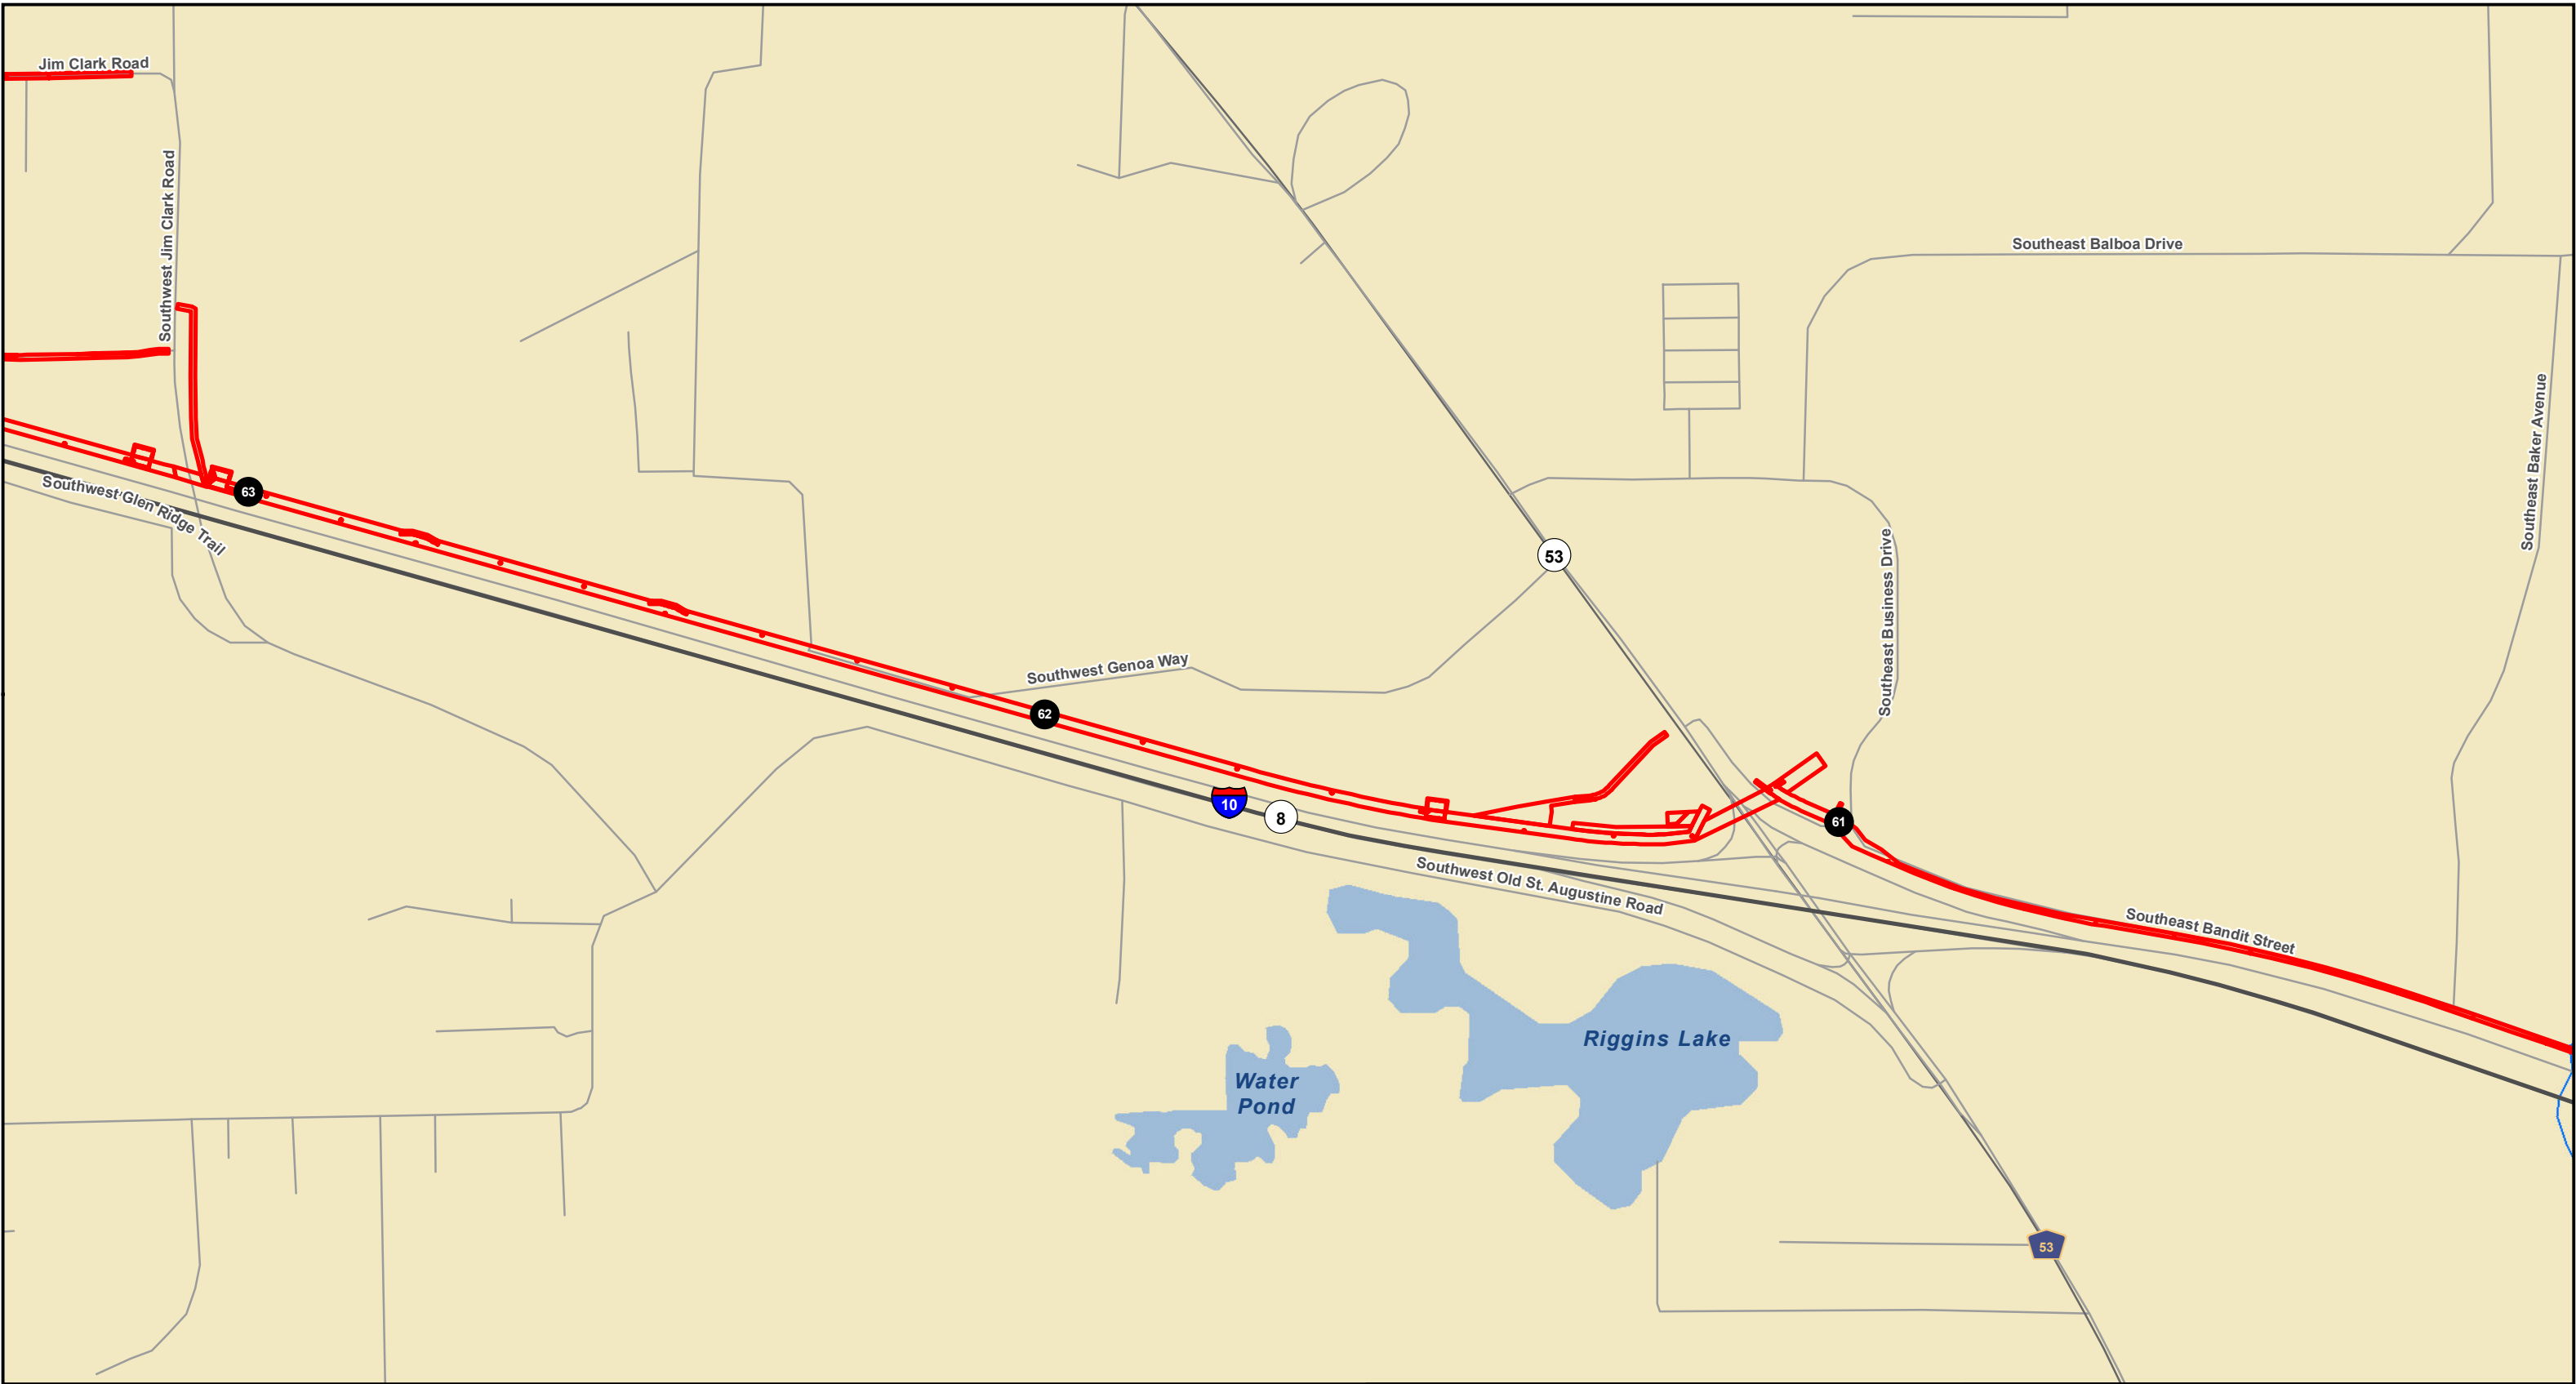 Jim Clark Road
Southwest Jim Clark Road
Southeast Balboa Drive
Southeast Baker Avenue
63
Southwest Glen Ridge Trail
53
Southeast Business Drive
Southwest Genoa Way
62
10
8
61
Southwest Old St. Augustine Road
Southeast Bandit Street
Riggins Lake
Water
Pond
53